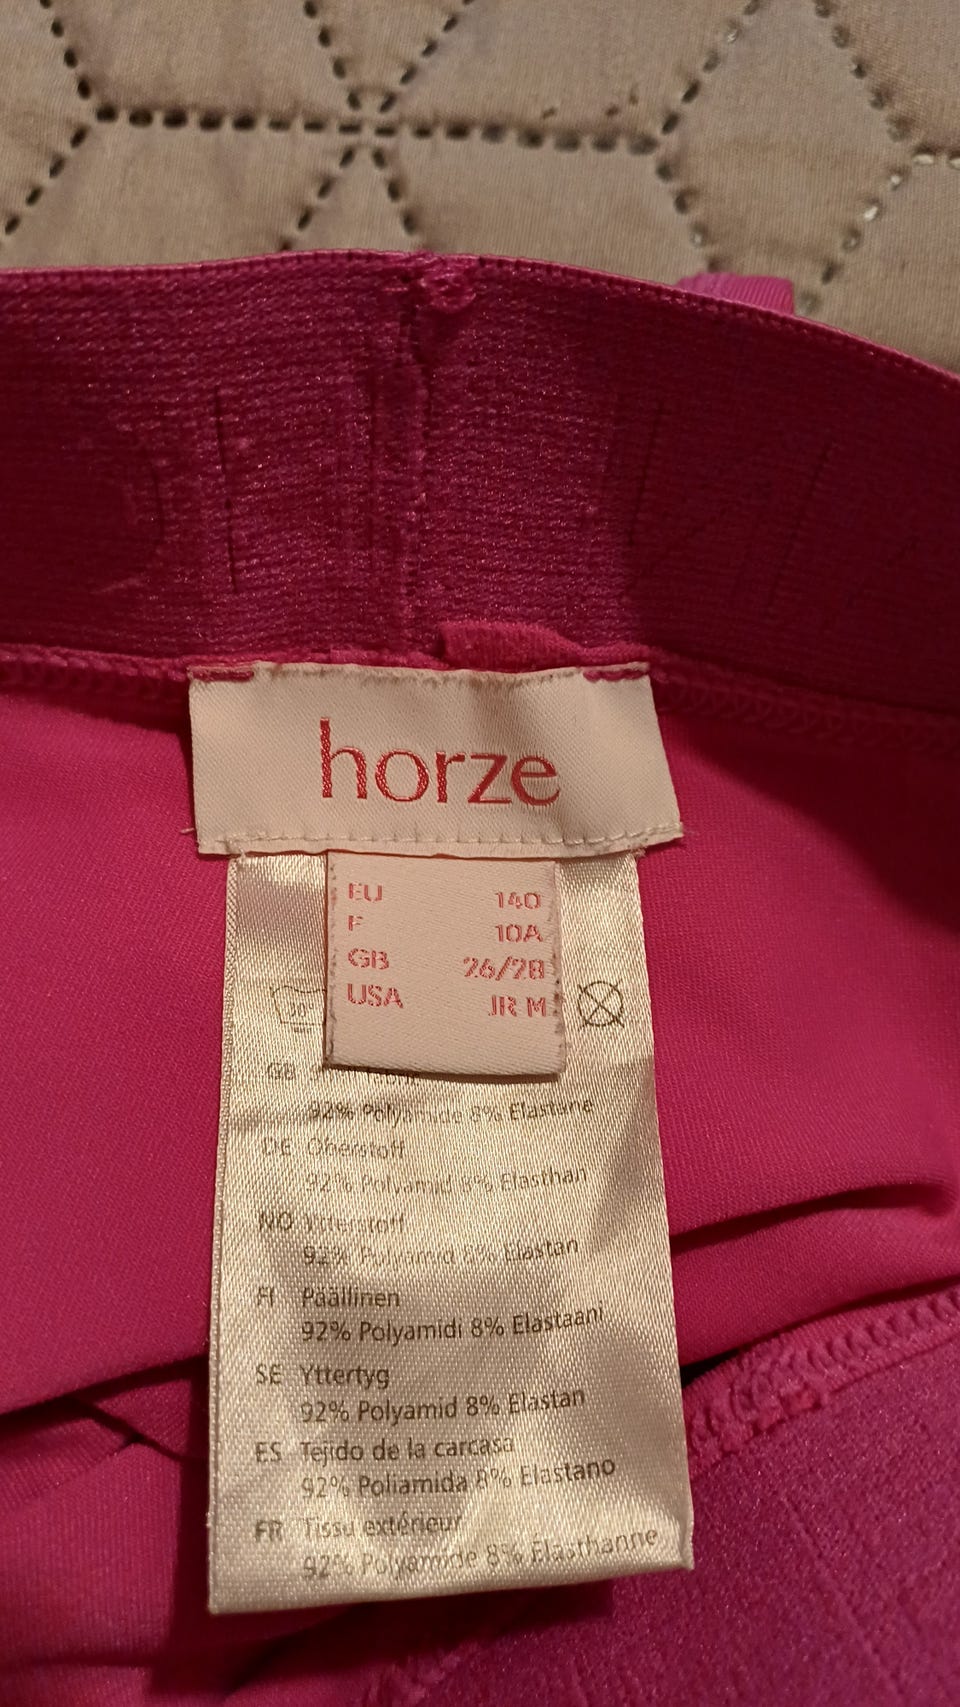 horze
EU 140
F 10A
GB 26/28
USA JR M
30
GB
92% Polyamide 8% Elastane
DE Oberstoff
92% Polyamid 8% Elasthan
NO Ytterstoff
92% Polyamid 8% Elastan
FI Päällinen
92% Polyamidi 8% Elastaani
SE Yttertyg
92% Polyamid 8% Elastan
ES Tejido de la carcasa
92% Poliamida 8% Elastano
FR Tissu extérieur
92% Polyamide 8% Élasthanne